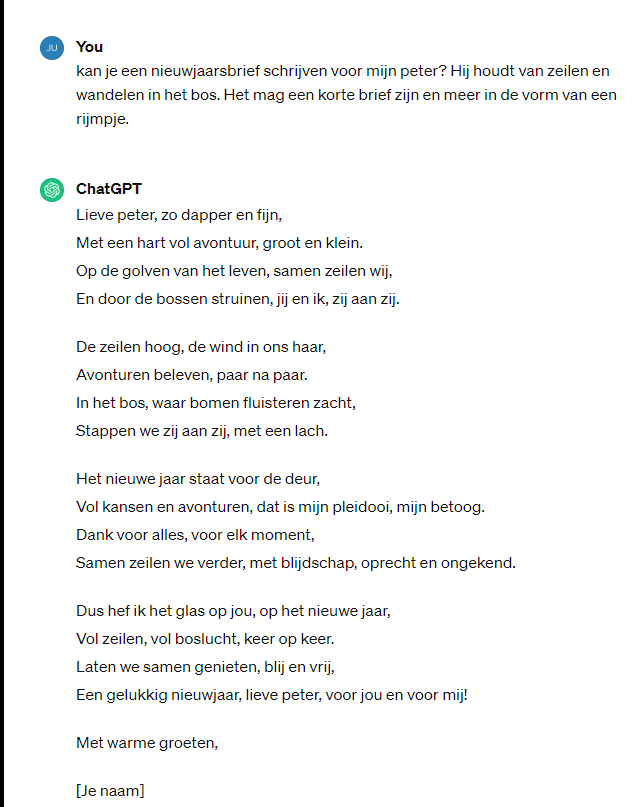 JU
You
kan je een nieuwjaarsbrief schrijven voor mijn peter? Hij houdt van zeilen en
wandelen in het bos. Het mag een korte brief zijn en meer in de vorm van een
rijmpje.
ChatGPT
Lieve peter, zo dapper en fijn,
Met een hart vol avontuur, groot en klein.
Op de golven van het leven, samen zeilen wij,
En door de bossen struinen, jij en ik, zij aan zij.
De zeilen hoog, de wind in ons haar,
Avonturen beleven, paar na paar.
In het bos, waar bomen fluisteren zacht,
Stappen we zij aan zij, met een lach.
Het nieuwe jaar staat voor de deur,
Vol kansen en avonturen, dat is mijn pleidooi, mijn betoog.
Dank voor alles, voor elk moment,
Samen zeilen we verder, met blijdschap, oprecht en ongekend.
Dus hef ik het glas op jou, op het nieuwe jaar,
Vol zeilen, vol boslucht, keer op keer.
Laten we samen genieten, blij en vrij,
Een gelukkig nieuwjaar, lieve peter, voor jou en voor mij!
Met warme groeten,
[Je naam]